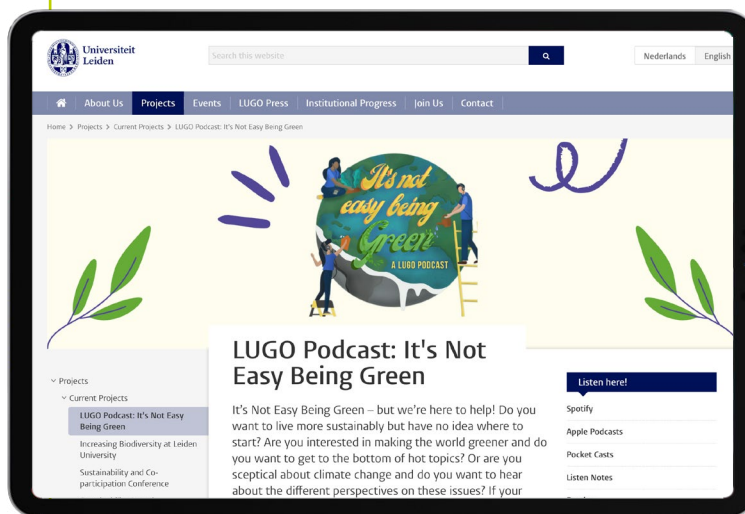 Universiteit
Leiden
Search this website
Nederlands
English
About Us
Projects
Events
LUGO Press
Institutional Progress
Join Us
Contact
Home > Projects > Current Projects > LUGO Podcast: It's Not Easy Being Green
It's not
easy being
Green
A LUGO PODCAST
LUGO Podcast: It's Not
Easy Being Green
Projects
Current Projects
LUGO Podcast: It's Not Easy
Being Green
Increasing Biodiversity at Leiden
University
Sustainability and Co-
participation Conference
It's Not Easy Being Green – but we're here to help! Do you
want to live more sustainably but have no idea where to
start? Are you interested in making the world greener and do
you want to get to the bottom of hot topics? Or are you
sceptical about climate change and do you want to hear
about the different perspectives on these issues? If your
Listen here!
Spotify
Apple Podcasts
Pocket Casts
Listen Notes